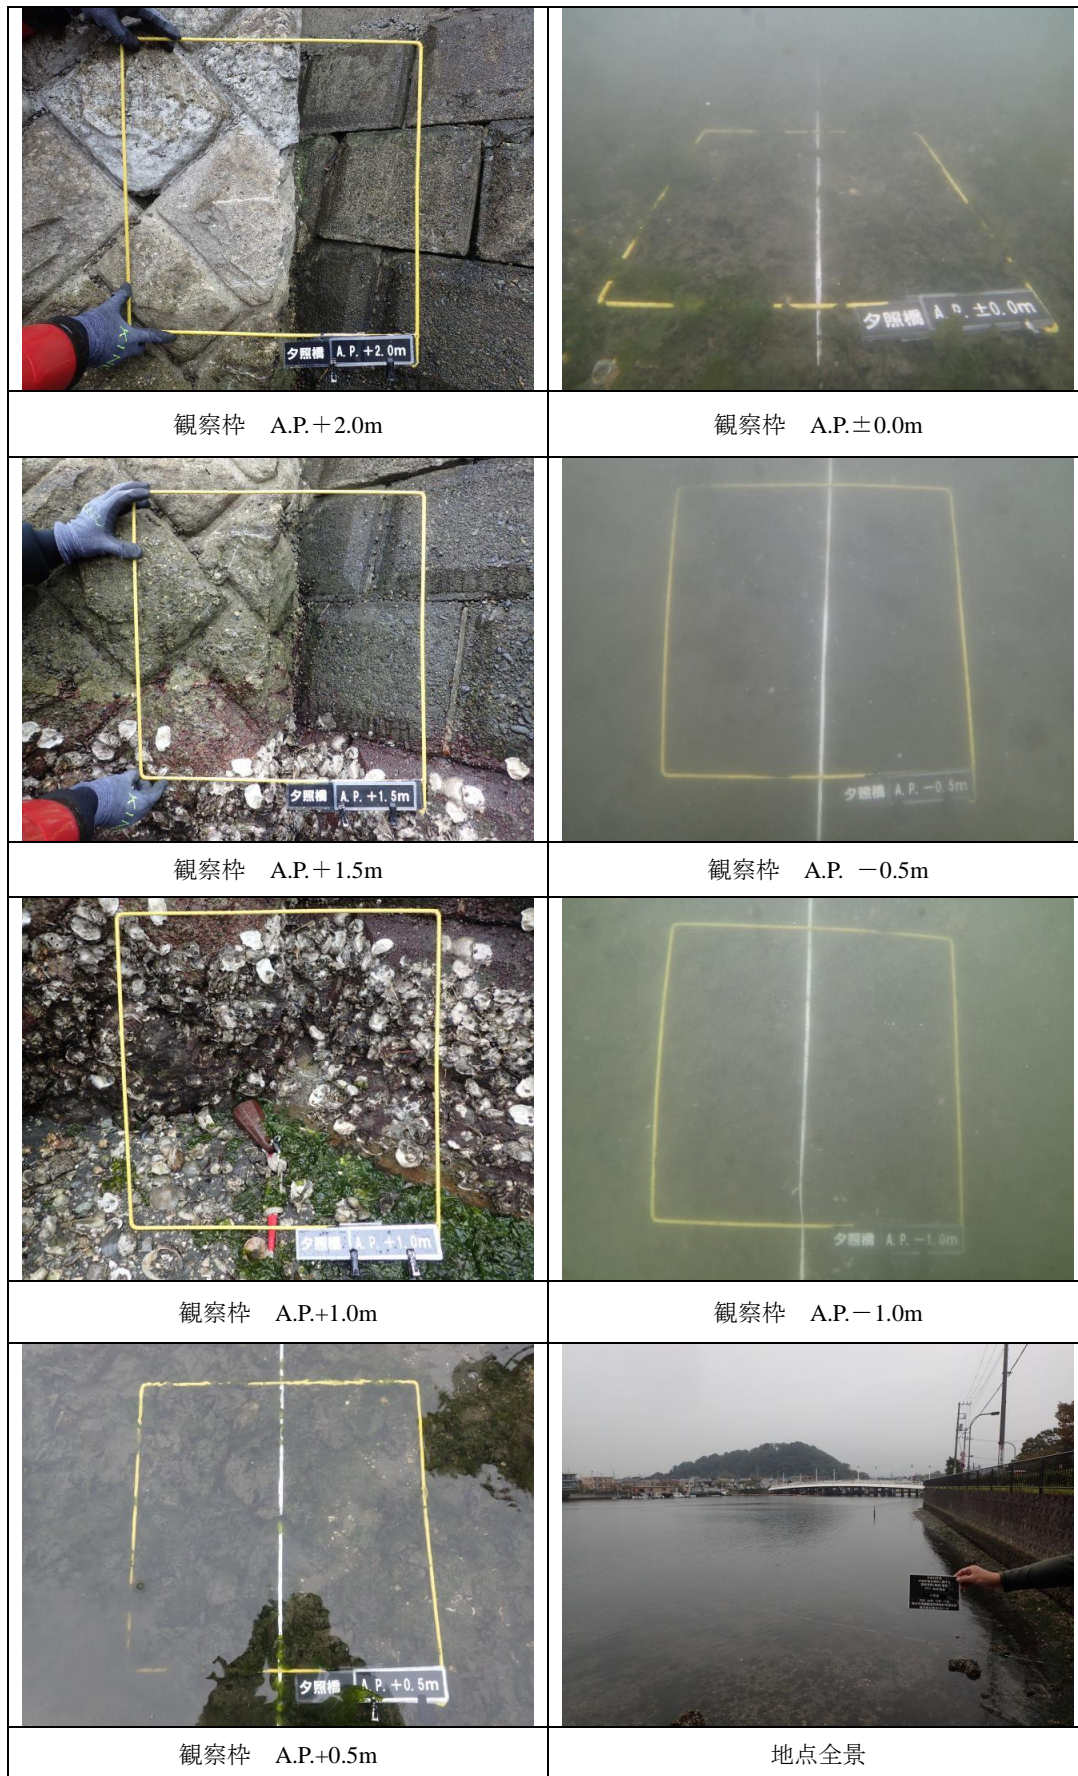 夕照橋 A.P.+2.0m
夕照橋 A.P.±0.0m
観察枠 A.P.+2.0m
観察枠 A.P.±0.0m
夕照橋 A.P.+1.5m
夕照橋 A.P.-0.5m
観察枠 A.P.+1.5m
観察枠 A.P. -0.5m
夕照橋 A.P.+1.0m
夕照橋 A.P.-1.0m
観察枠 A.P.+1.0m
観察枠 A.P.-1.0m
夕照橋 A.P.+0.5m
観察枠 A.P.+0.5m
地点全景